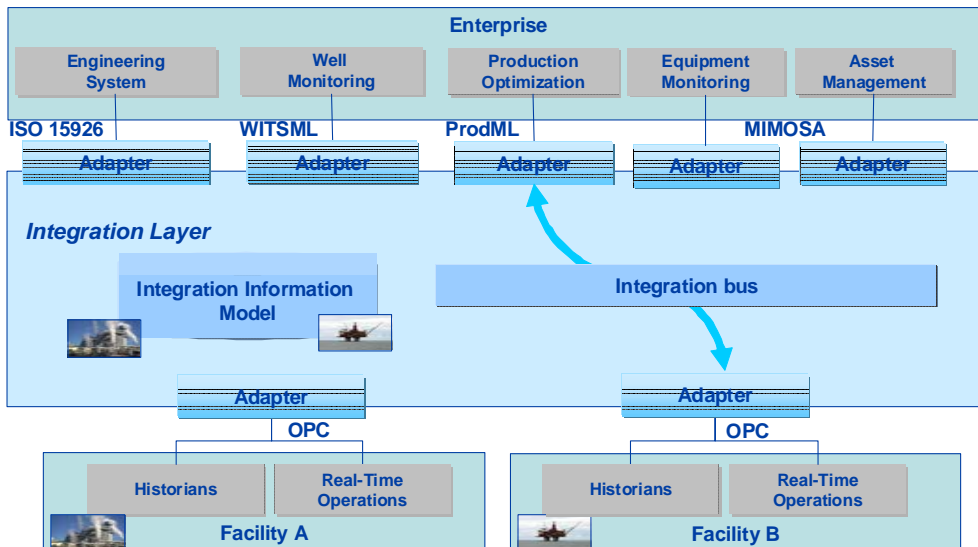 Enterprise
Engineering
System
Well
Monitoring
Production
Optimization
Equipment
Monitoring
Asset
Management
ISO 15926
WITSML
ProdML
MIMOSA
Adapter
Adapter
Adapter
Adapter
Adapter
Integration Layer
Integration Information
Model
Integration bus
Adapter
Adapter
OPC
OPC
Historians
Real-Time
Operations
Historians
Real-Time
Operations
Facility A
Facility B